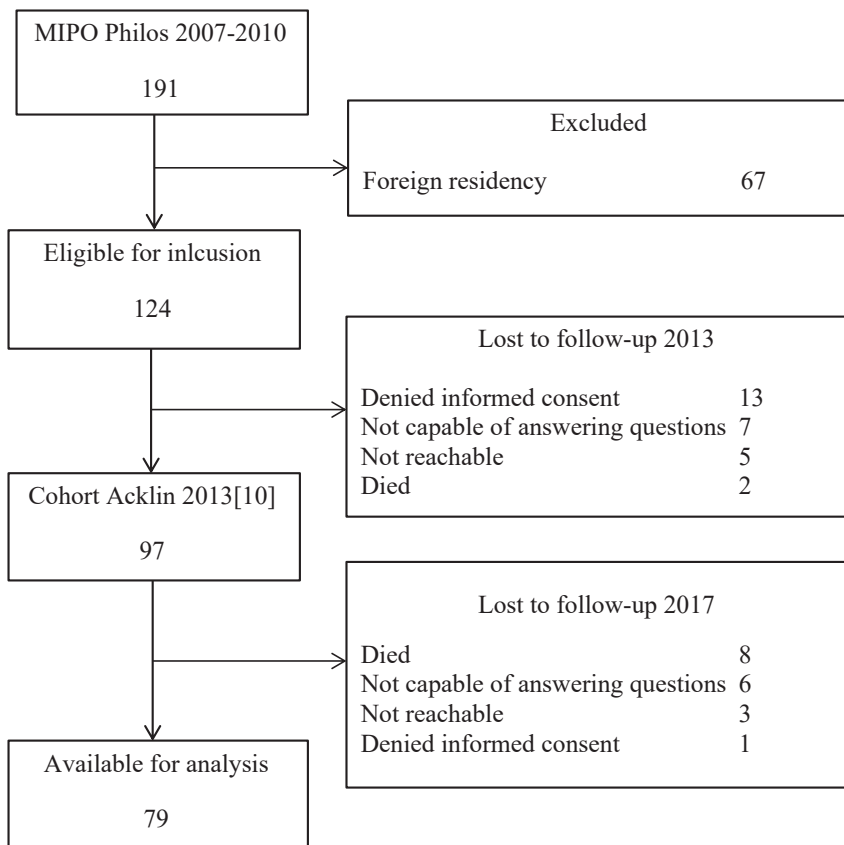 MIPO Philos 2007-2010
191
Excluded
Foreign residency 67
Eligible for inlcusion
124
Lost to follow-up 2013
Denied informed consent 13
Not capable of answering questions 7
Not reachable 5
Died 2
Cohort Acklin 2013[10]
97
Lost to follow-up 2017
Died 8
Not capable of answering questions 6
Not reachable 3
Denied informed consent 1
Available for analysis
79